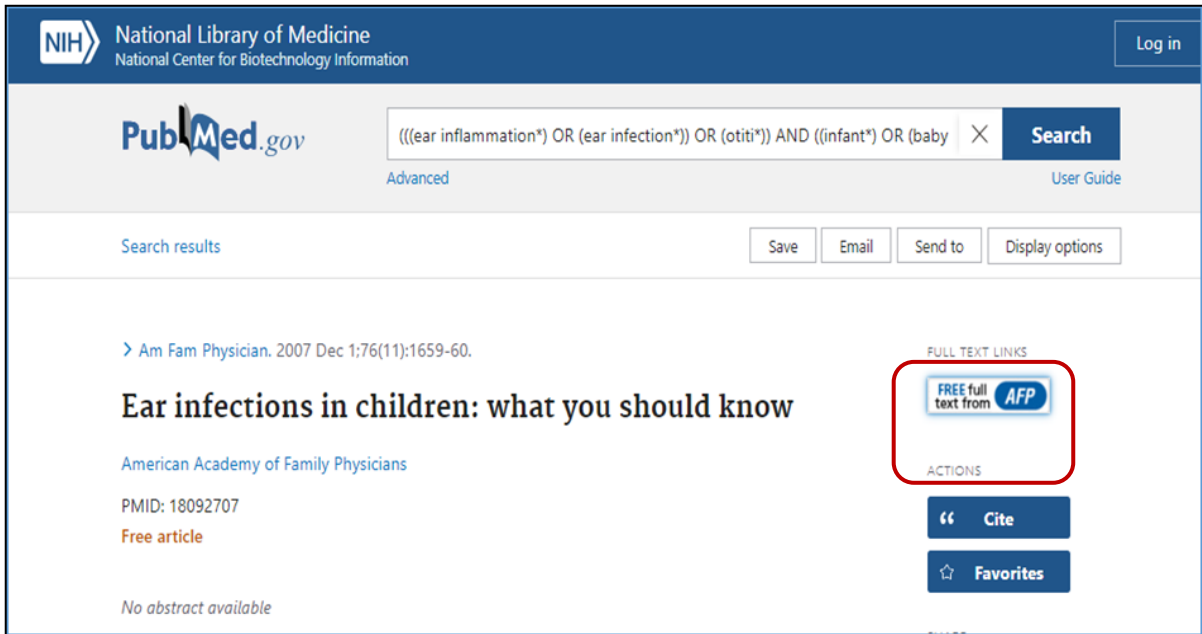 NIH
National Library of Medicine
National Center for Biotechnology Information
Log in
PubMed.gov
(((ear inflammation*) OR (ear infection*)) OR (otiti*)) AND ((infant*) OR (baby
Search
Advanced
User Guide
Search results
Save
Email
Send to
Display options
Am Fam Physician. 2007 Dec 1;76(11):1659-60.
Ear infections in children: what you should know
American Academy of Family Physicians
PMID: 18092707
Free article
No abstract available
FULL TEXT LINKS
FREE full
text from AFP
ACTIONS
Cite
Favorites